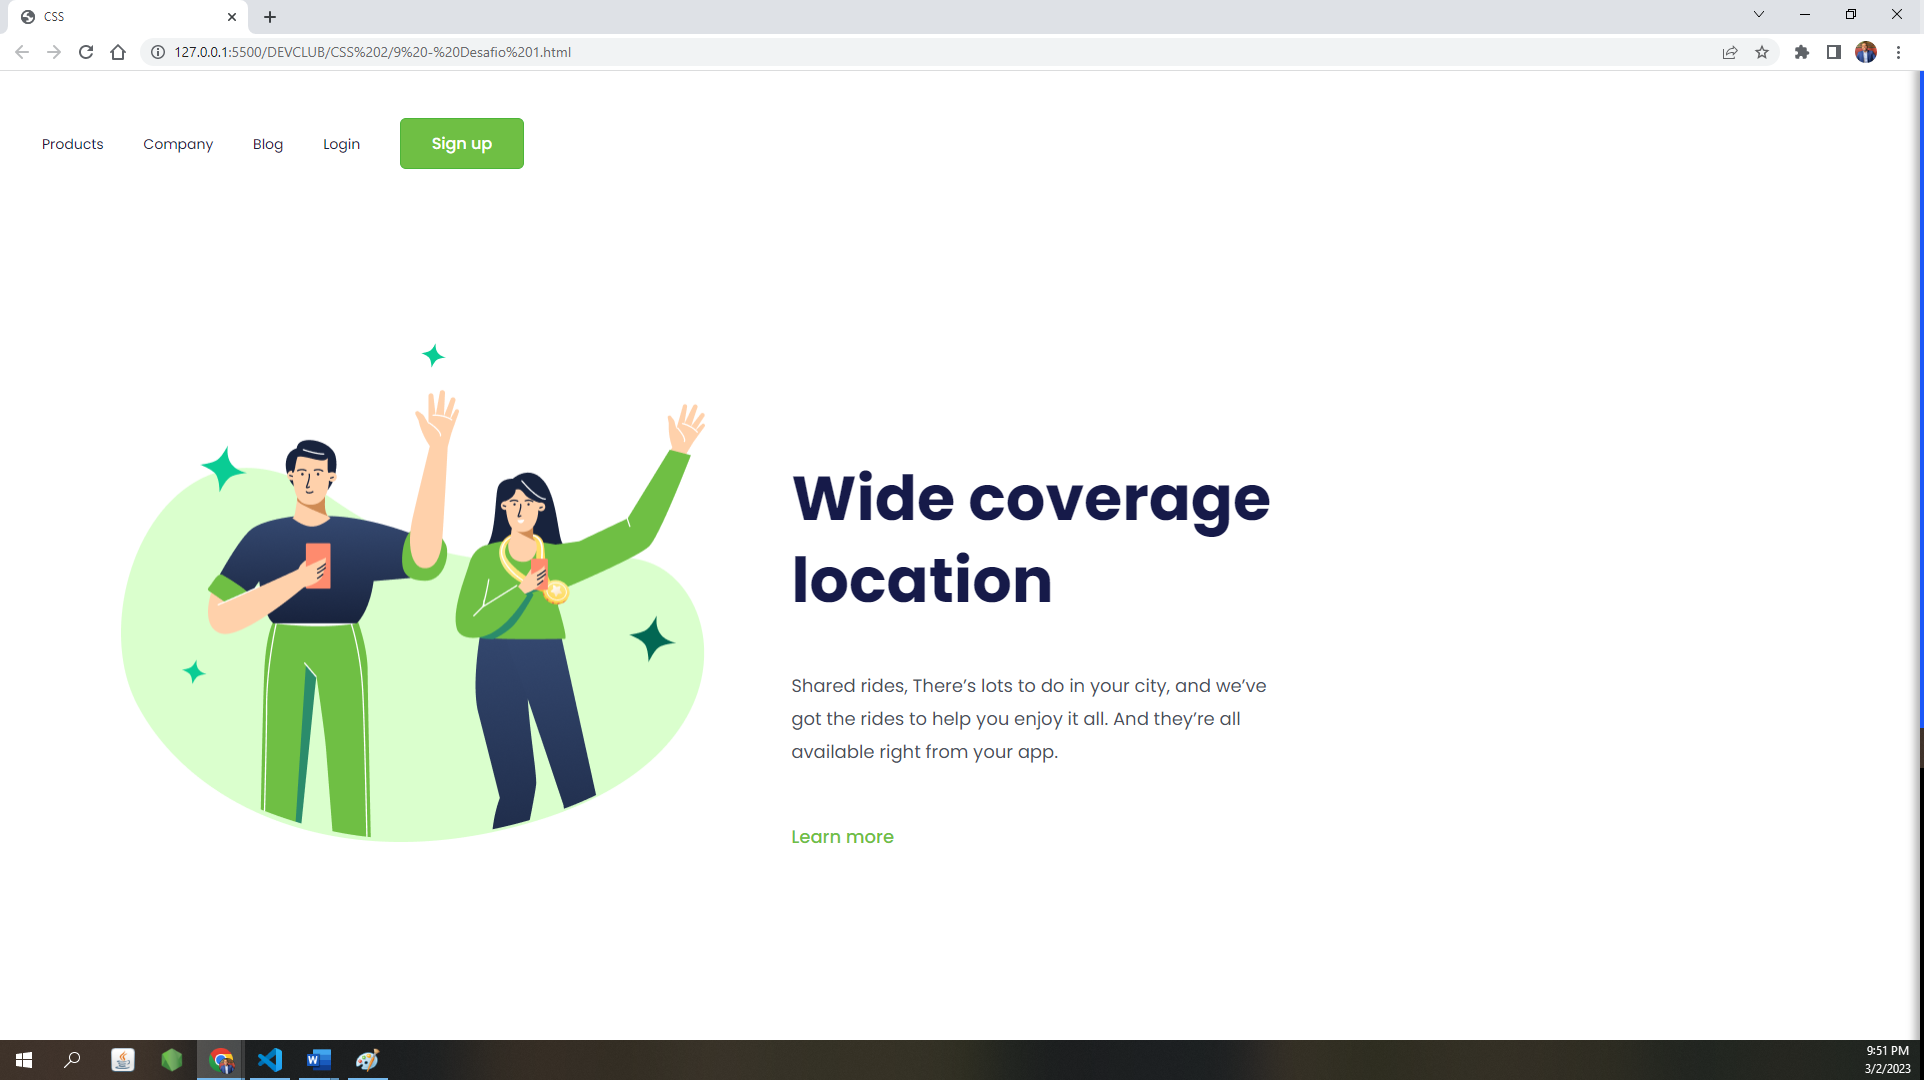 CSS
127.0.0.1:5500/DEVCLUB/CSS%202/9%20-%20Desafio%201.html
Products Company Blog Login Sign up
Wide coverage
location
Shared rides, There’s lots to do in your city, and we’ve
got the rides to help you enjoy it all. And they’re all
available right from your app.
Learn more
9:51 PM
3/2/2023